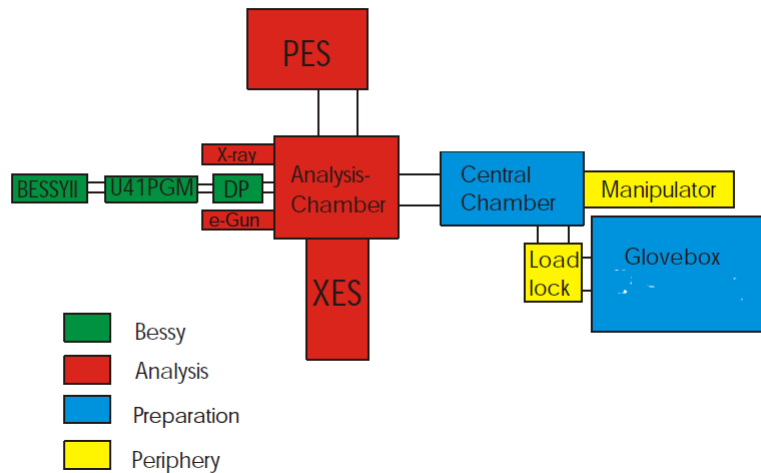 PES
X-ray
BESSYII
U41PGM
DP
e-Gun
Analysis-
Chamber
XES
Central
Chamber
Manipulator
Load
lock
Glovebox
Bessy
Analysis
Preparation
Periphery